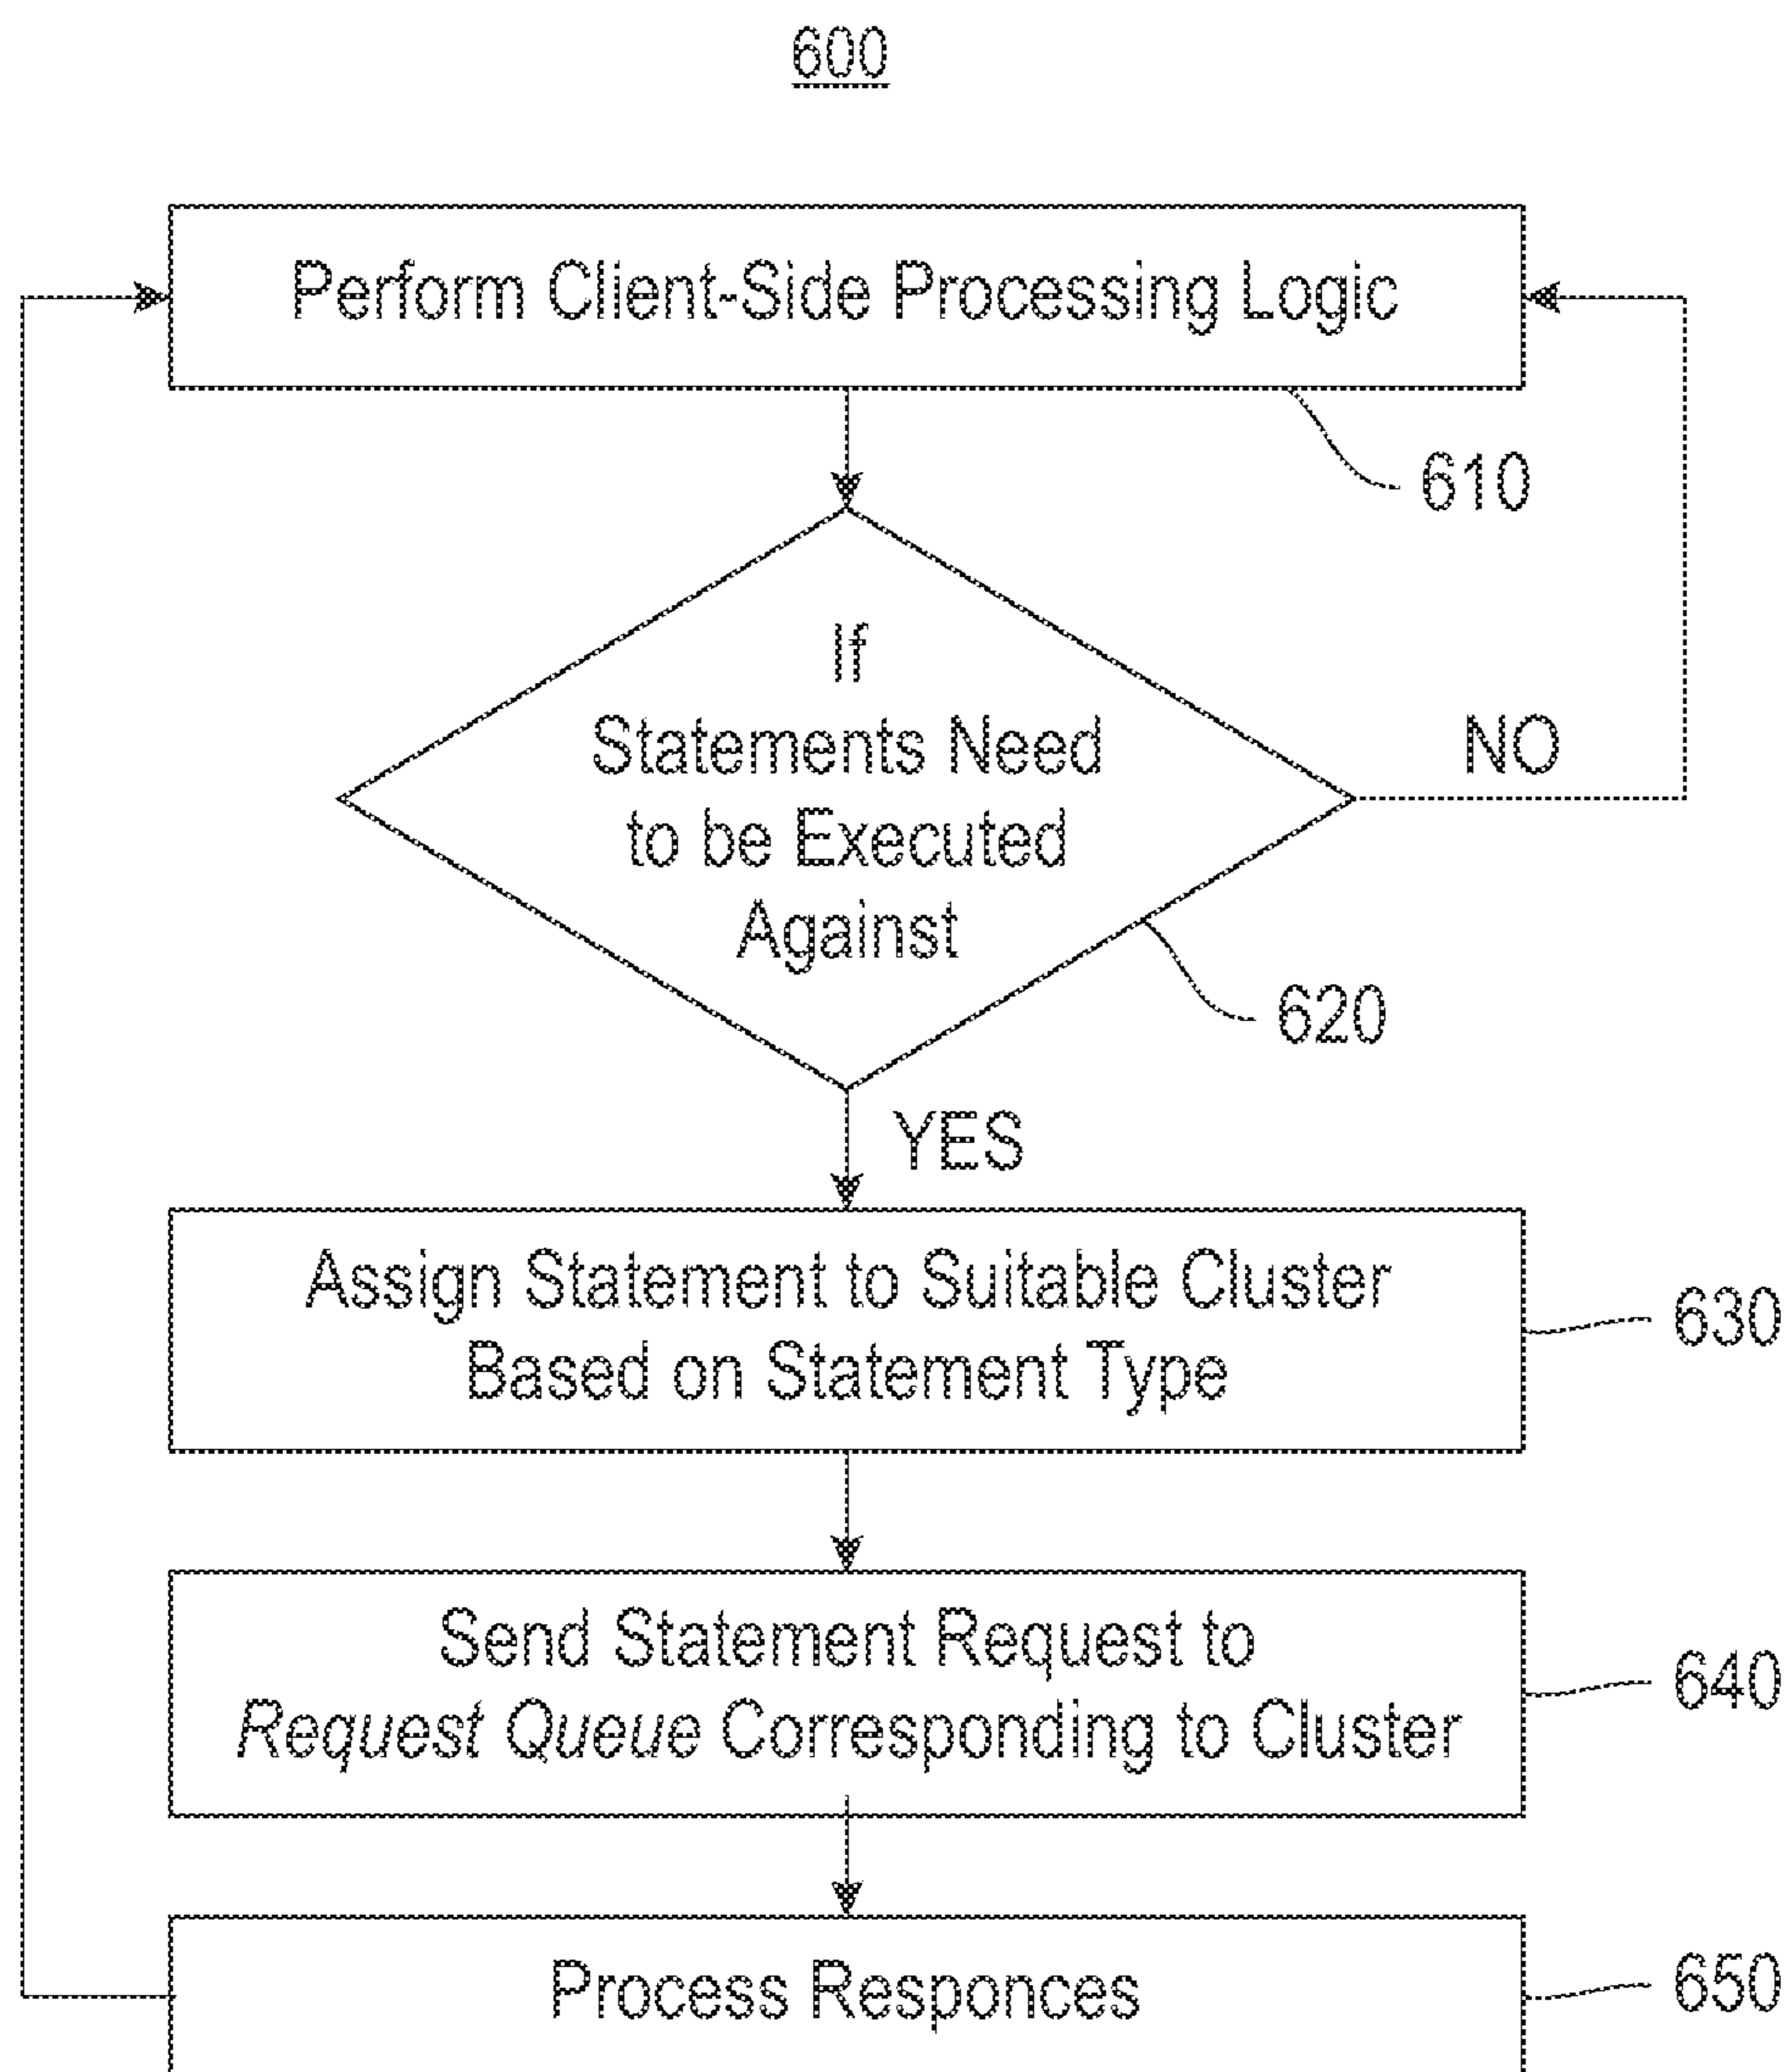 600
Perform Client-Side Processing Logic
610
If
Statements Need
to be Executed
Against
NO
620
YES
Assign Statement to Suitable Cluster
Based on Statement Type
630
Send Statement Request to
Request Queue Corresponding to Cluster
640
Process Responces
650